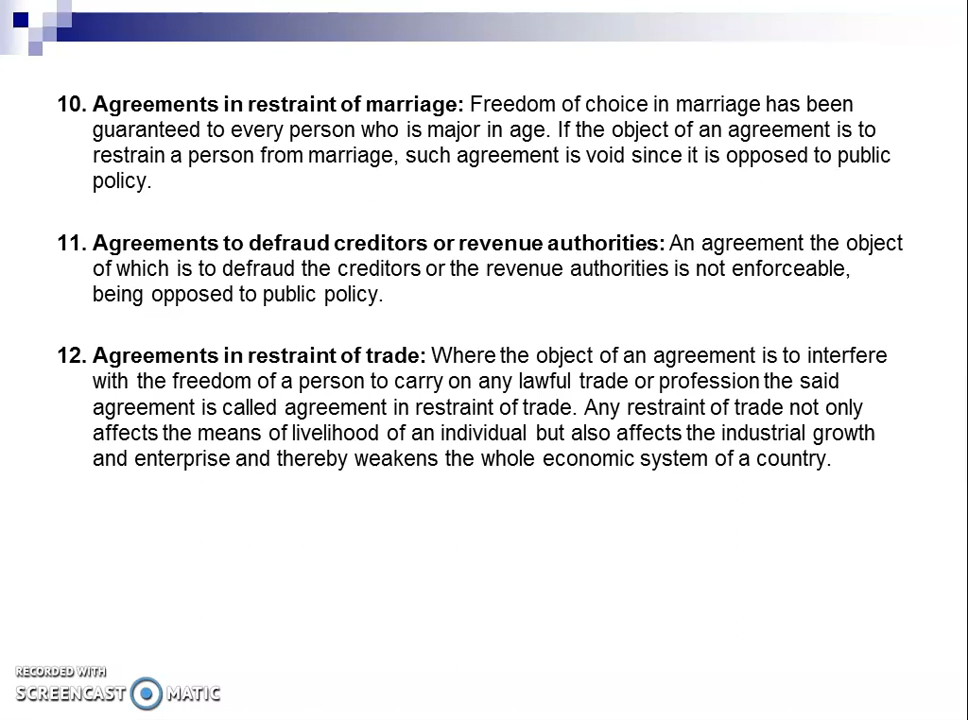 10. Agreements in restraint of marriage: Freedom of choice in marriage has been
guaranteed to every person who is major in age. If the object of an agreement is to
restrain a person from marriage, such agreement is void since it is opposed to public
policy.
11. Agreements to defraud creditors or revenue authorities: An agreement the object
of which is to defraud the creditors or the revenue authorities is not enforceable,
being opposed to public policy.
12. Agreements in restraint of trade: Where the object of an agreement is to interfere
with the freedom of a person to carry on any lawful trade or profession the said
agreement is called agreement in restraint of trade. Any restraint of trade not only
affects the means of livelihood of an individual but also affects the industrial growth
and enterprise and thereby weakens the whole economic system of a country.
RECORDED WITH
SCREENCAST MATIC